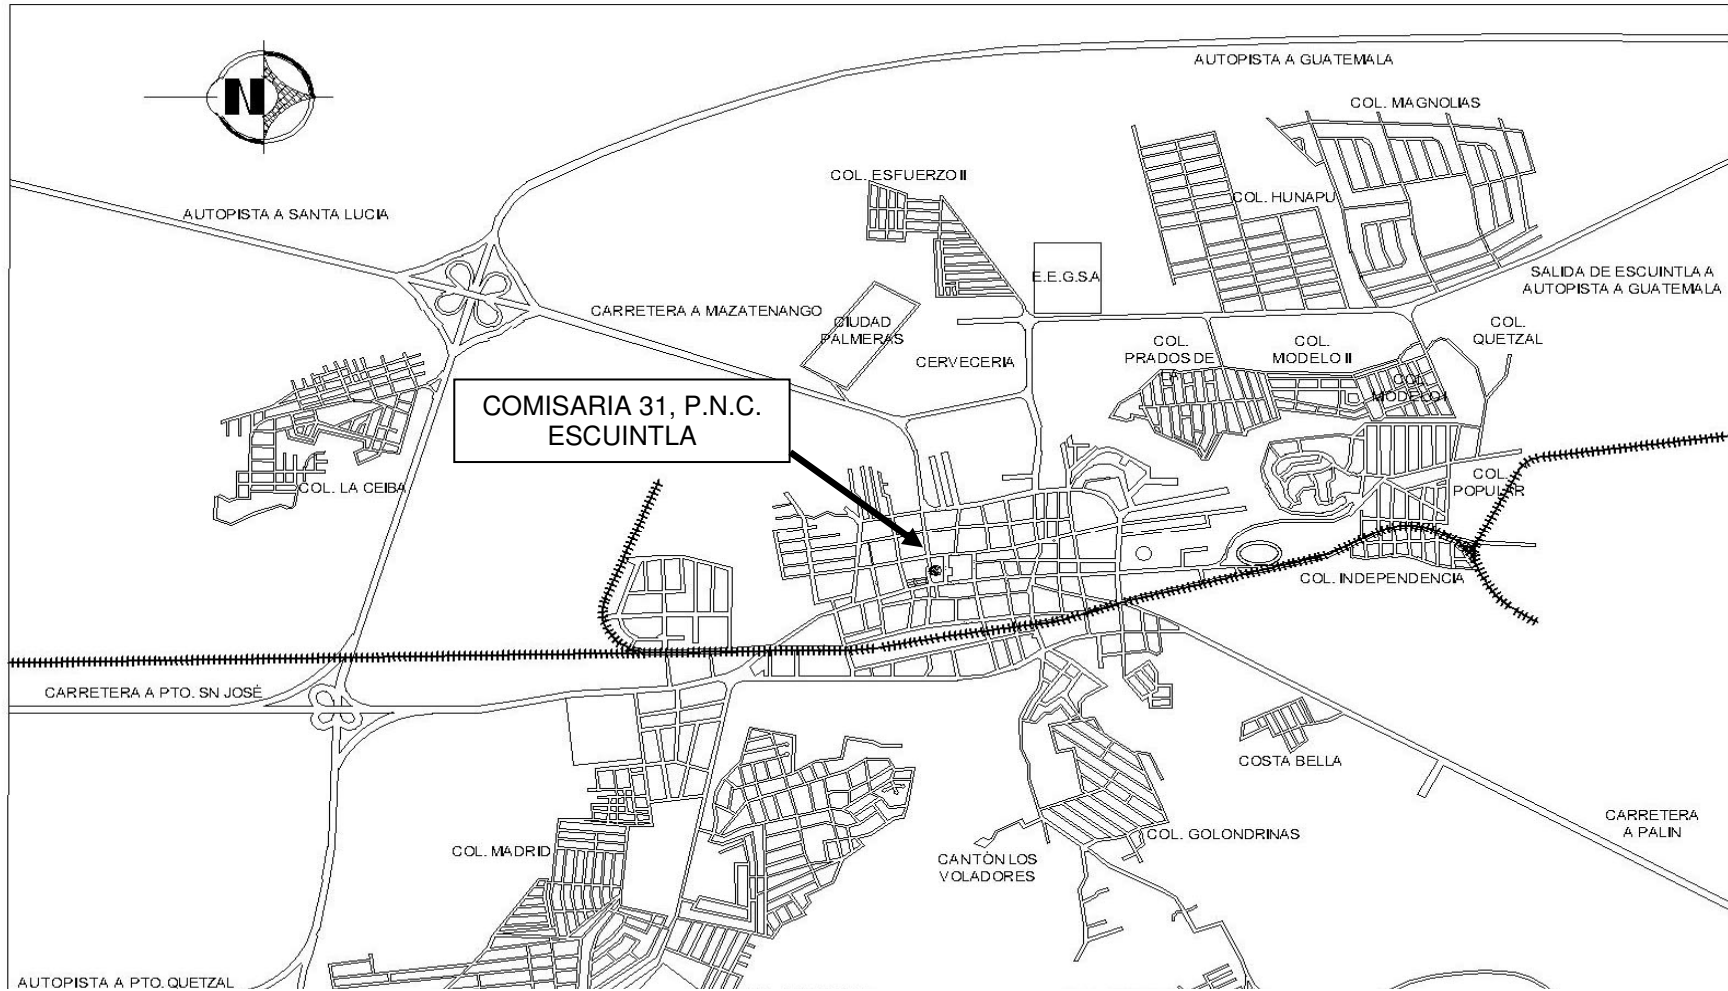 AUTOPISTA A GUATEMALA
N
COL. MAGNOLIAS
COL. ESFUERZO II
COL. HUNAPU
AUTOPISTA A SANTA LUCIA
E.E.G.S.A
SALIDA DE ESCUINTLA A
AUTOPISTA A GUATEMALA
CARRETERA A MAZATENANGO
CIUDAD
PALMERAS
COL.
QUETZAL
CERVECERIA
COL.
PRADOS DE
LA
COL.
MODELO II
COL.
MODELO I
COMISARIA 31, P.N.C.
ESCUINTLA
COL. LA CEIBA
COL.
POPULAR
COL. INDEPENDENCIA
CARRETERA A PTO. SN JOSÉ
COSTA BELLA
CARRETERA
A PALIN
COL. GOLONDRINAS
COL. MADRID
CANTÓN LOS
VOLADORES
AUTOPISTA A PTO. QUETZAL